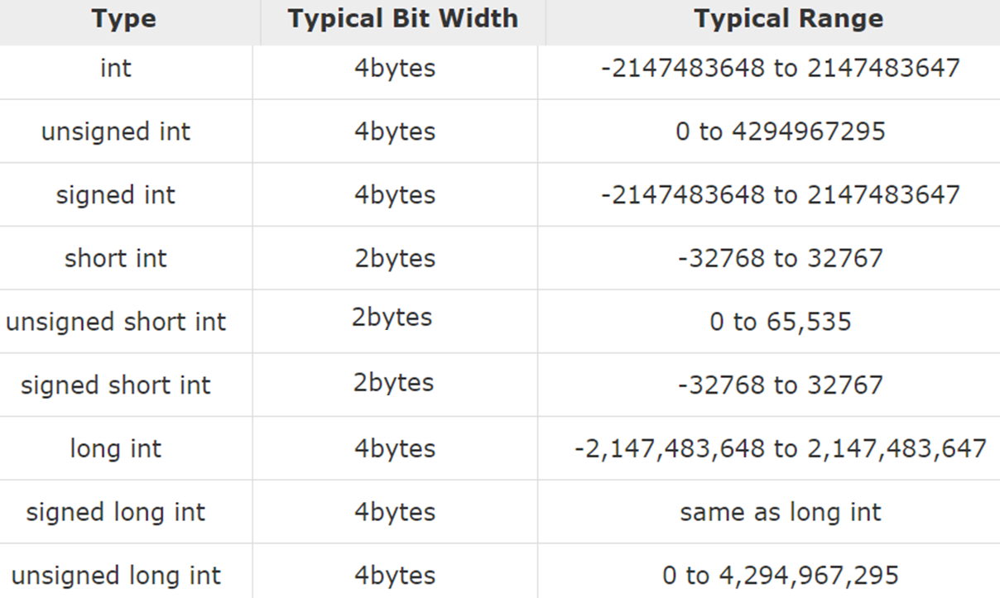 Type Typical Bit Width Typical Range
int 4bytes -2147483648 to 2147483647
unsigned int 4bytes 0 to 4294967295
signed int 4bytes -2147483648 to 2147483647
short int 2bytes -32768 to 32767
unsigned short int 2bytes 0 to 65,535
signed short int 2bytes -32768 to 32767
long int 4bytes -2,147,483,648 to 2,147,483,647
signed long int 4bytes same as long int
unsigned long int 4bytes 0 to 4,294,967,295